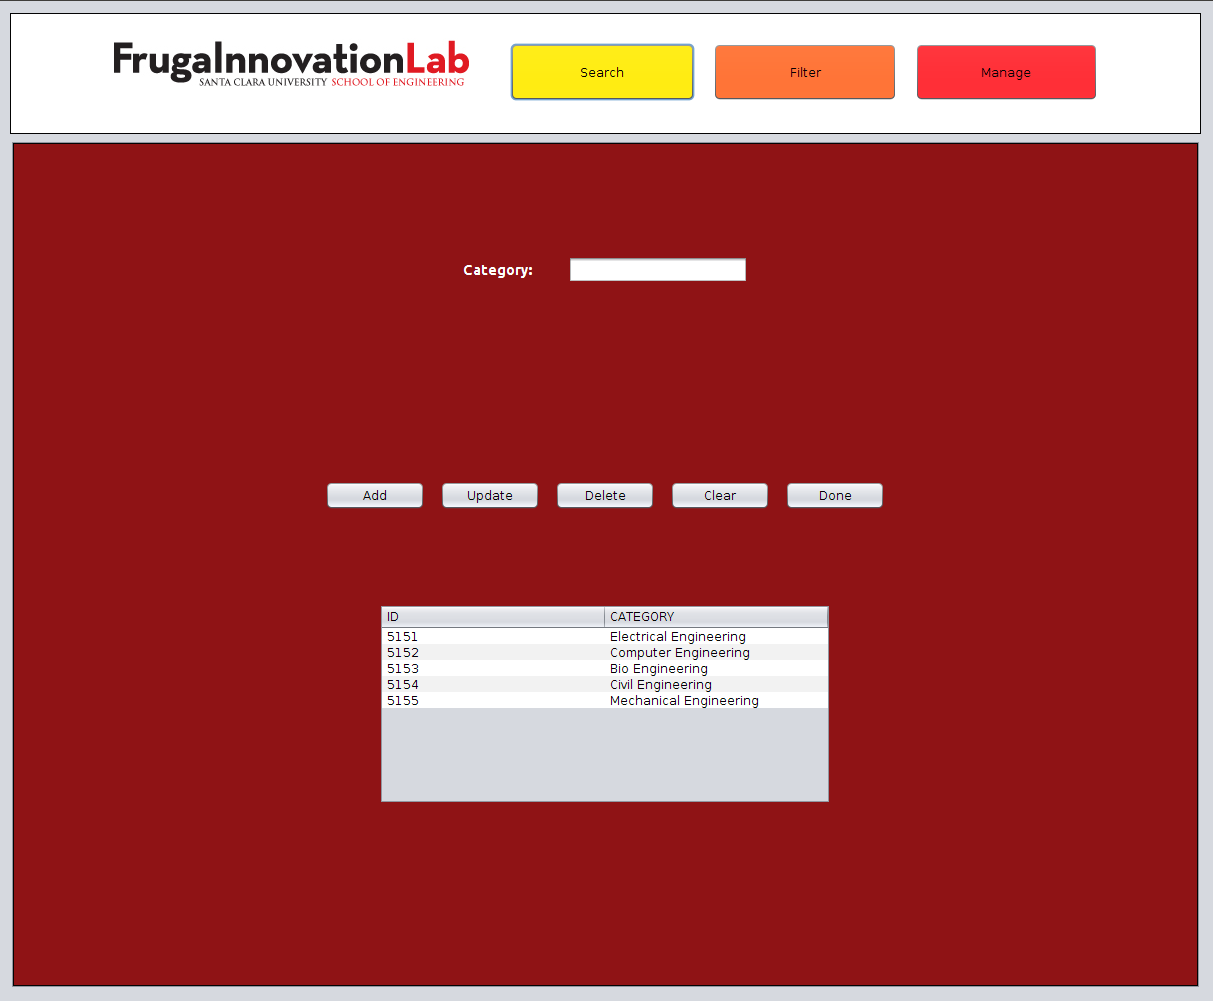 FrugalInnovationLab
SANTA CLARA UNIVERSITY SCHOOL OF ENGINEERING
Search Filter Manage
Category:
Add Update Delete Clear Done
ID CATEGORY
5151 Electrical Engineering
5152 Computer Engineering
5153 Bio Engineering
5154 Civil Engineering
5155 Mechanical Engineering